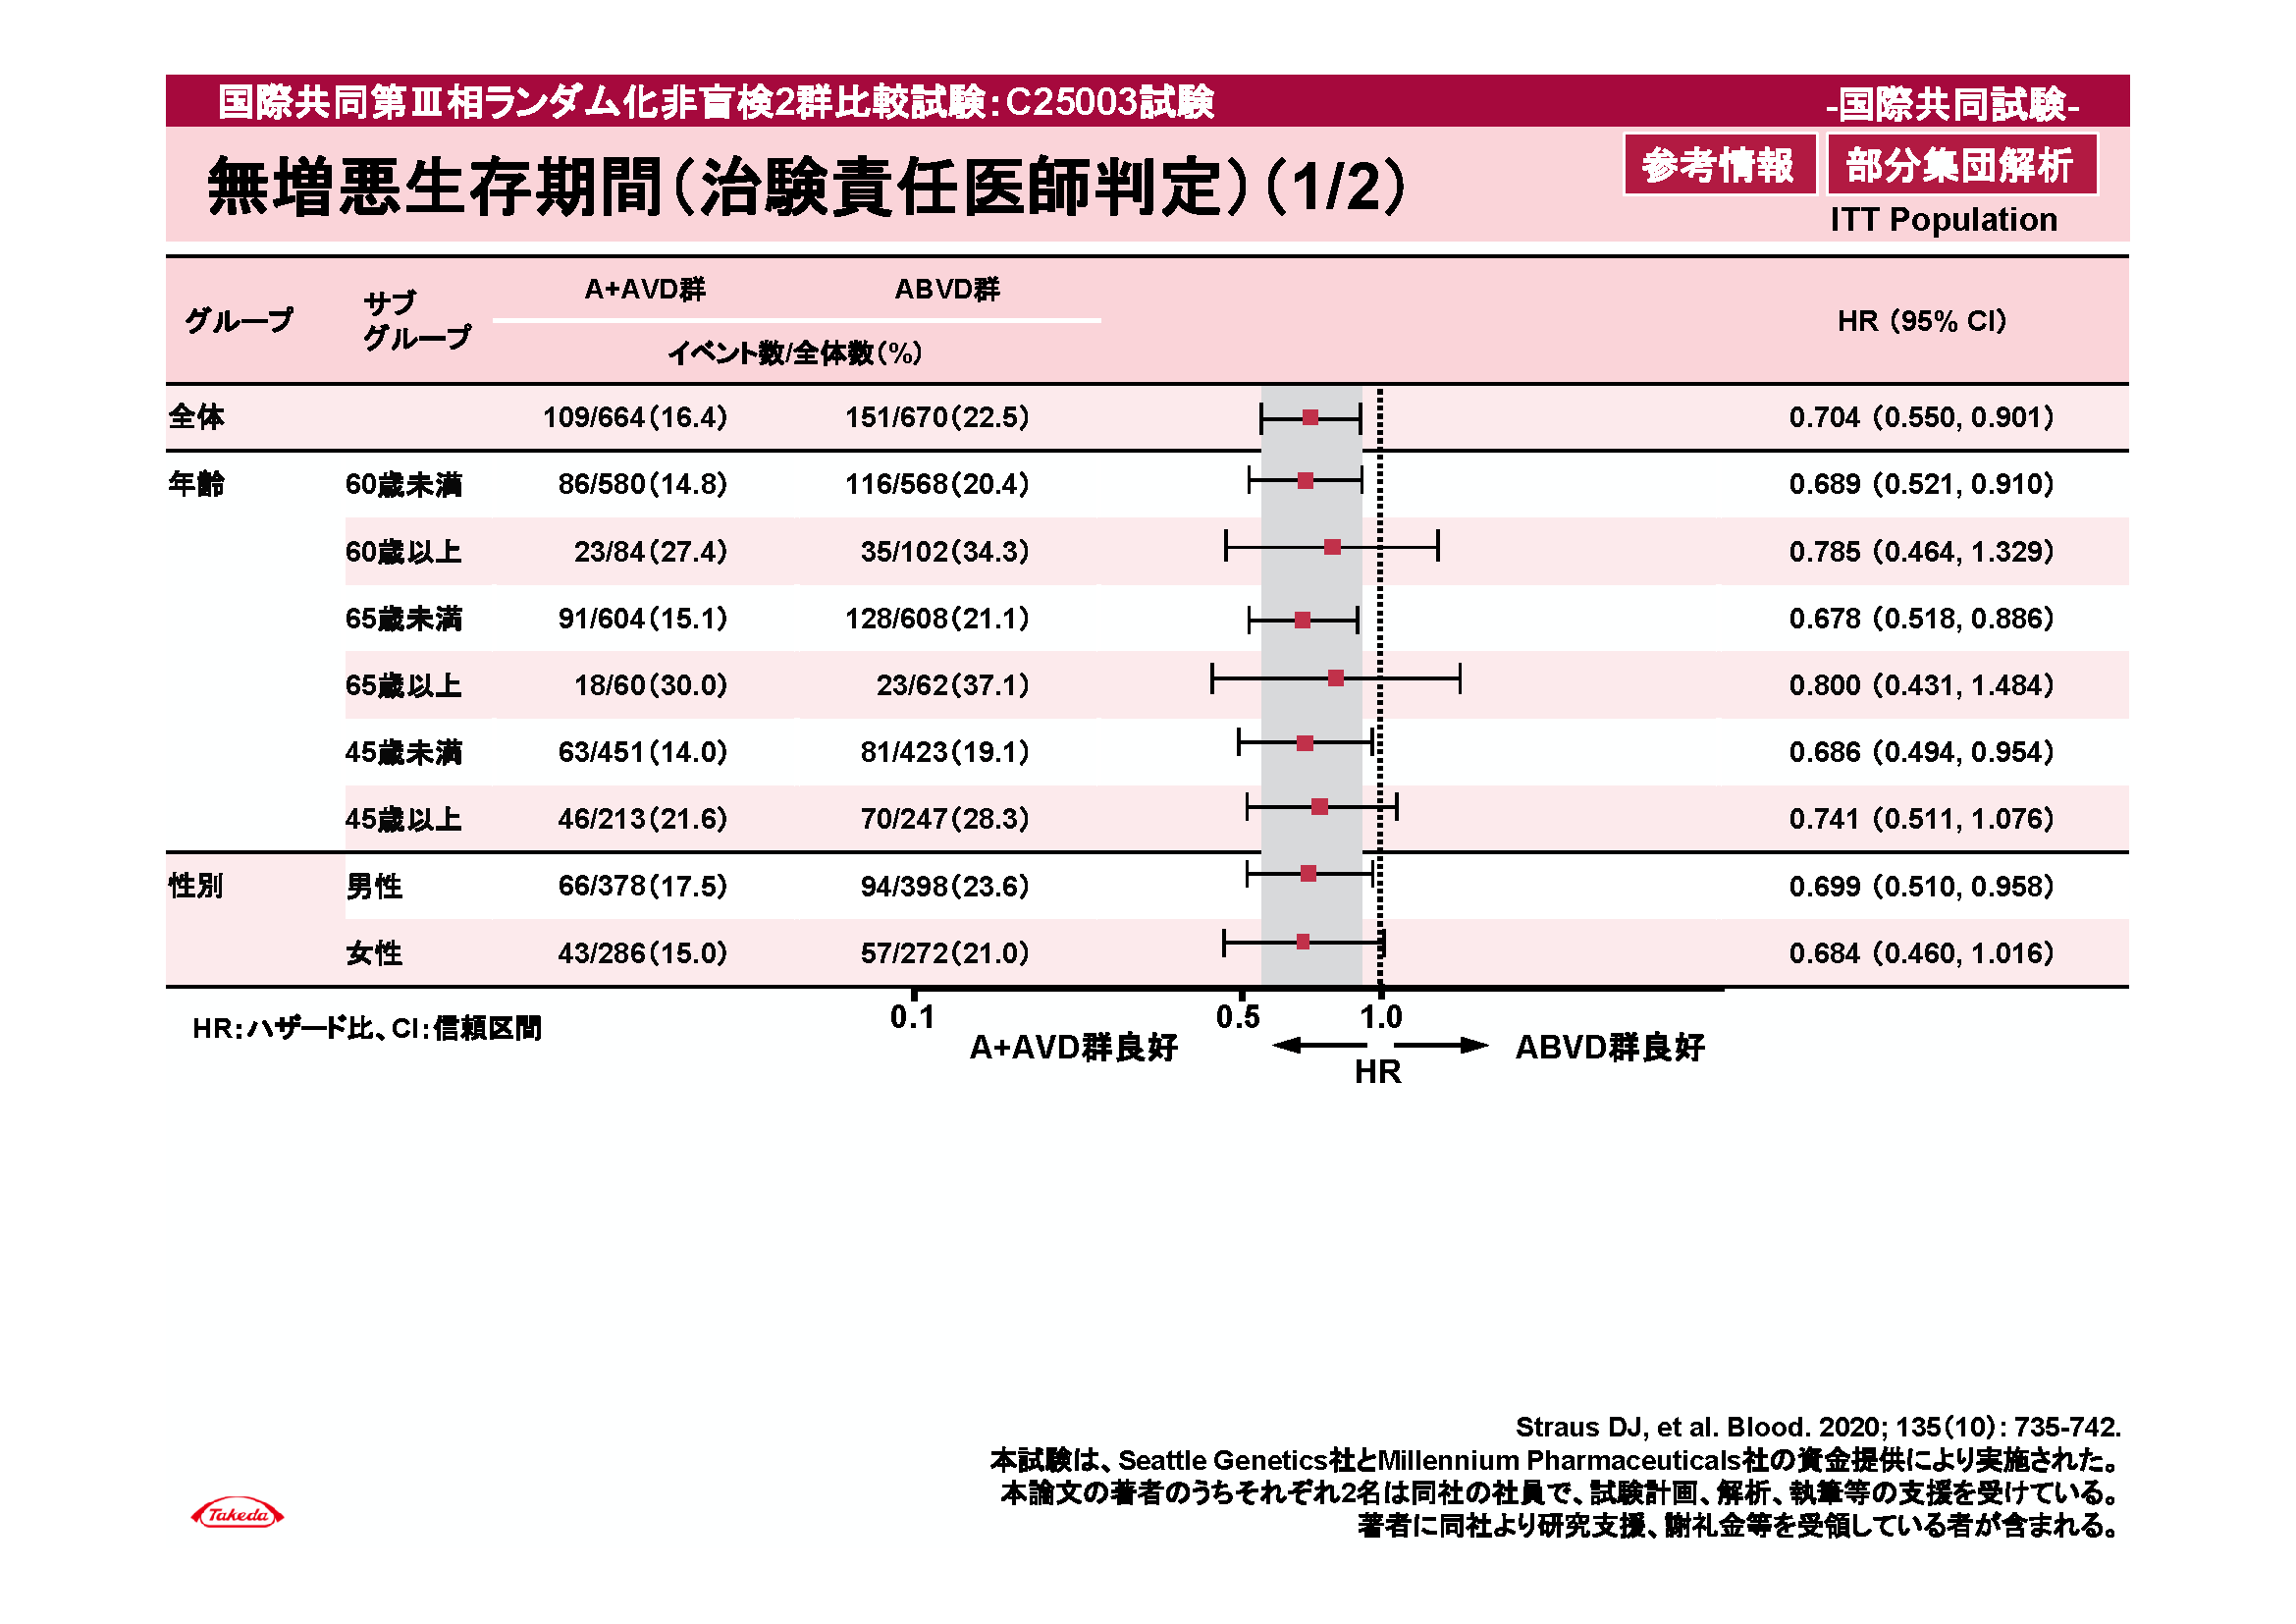 国際共同第Ⅲ相ランダム化非盲検2群比較試験：C25003試験
-国際共同試験-
無増悪生存期間（治験責任医師判定）（1/2）
参考情報
部分集団解析
ITT Population
グループ
サブ
グループ
A+AVD群
ABVD群
イベント数/全体数（%）
HR （95% CI）
全体 109/664（16.4） 151/670（22.5） 0.704 （0.550, 0.901）
年齢 60歳未満 86/580（14.8） 116/568（20.4） 0.689 （0.521, 0.910）
60歳以上 23/84（27.4） 35/102（34.3） 0.785 （0.464, 1.329）
65歳未満 91/604（15.1） 128/608（21.1） 0.678 （0.518, 0.886）
65歳以上 18/60（30.0） 23/62（37.1） 0.800 （0.431, 1.484）
45歳未満 63/451（14.0） 81/423（19.1） 0.686 （0.494, 0.954）
45歳以上 46/213（21.6） 70/247（28.3） 0.741 （0.511, 1.076）
性別 男性 66/378（17.5） 94/398（23.6） 0.699 （0.510, 0.958）
女性 43/286（15.0） 57/272（21.0） 0.684 （0.460, 1.016）
0.1 0.5 1.0
HR：ハザード比、CI：信頼区間
A+AVD群良好
ABVD群良好
HR
Straus DJ, et al. Blood. 2020; 135（10）: 735-742.
本試験は、Seattle Genetics社とMillennium Pharmaceuticals社の資金提供により実施された。
本論文の著者のうちそれぞれ2名は同社の社員で、試験計画、解析、執筆等の支援を受けている。
著者に同社より研究支援、謝礼金等を受領している者が含まれる。
Takeda